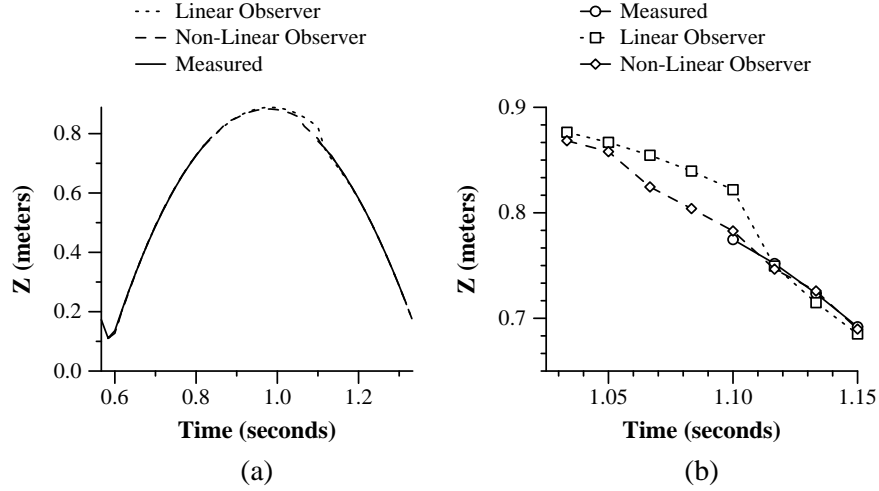 Linear Observer
Non-Linear Observer
Measured
Z (meters)
0.8
0.6
0.4
0.2
0.0
0.6 0.8 1.0 1.2
Time (seconds)
(a)
Measured
Linear Observer
Non-Linear Observer
Z (meters)
0.9
0.8
0.7
1.05 1.10 1.15
Time (seconds)
(b)